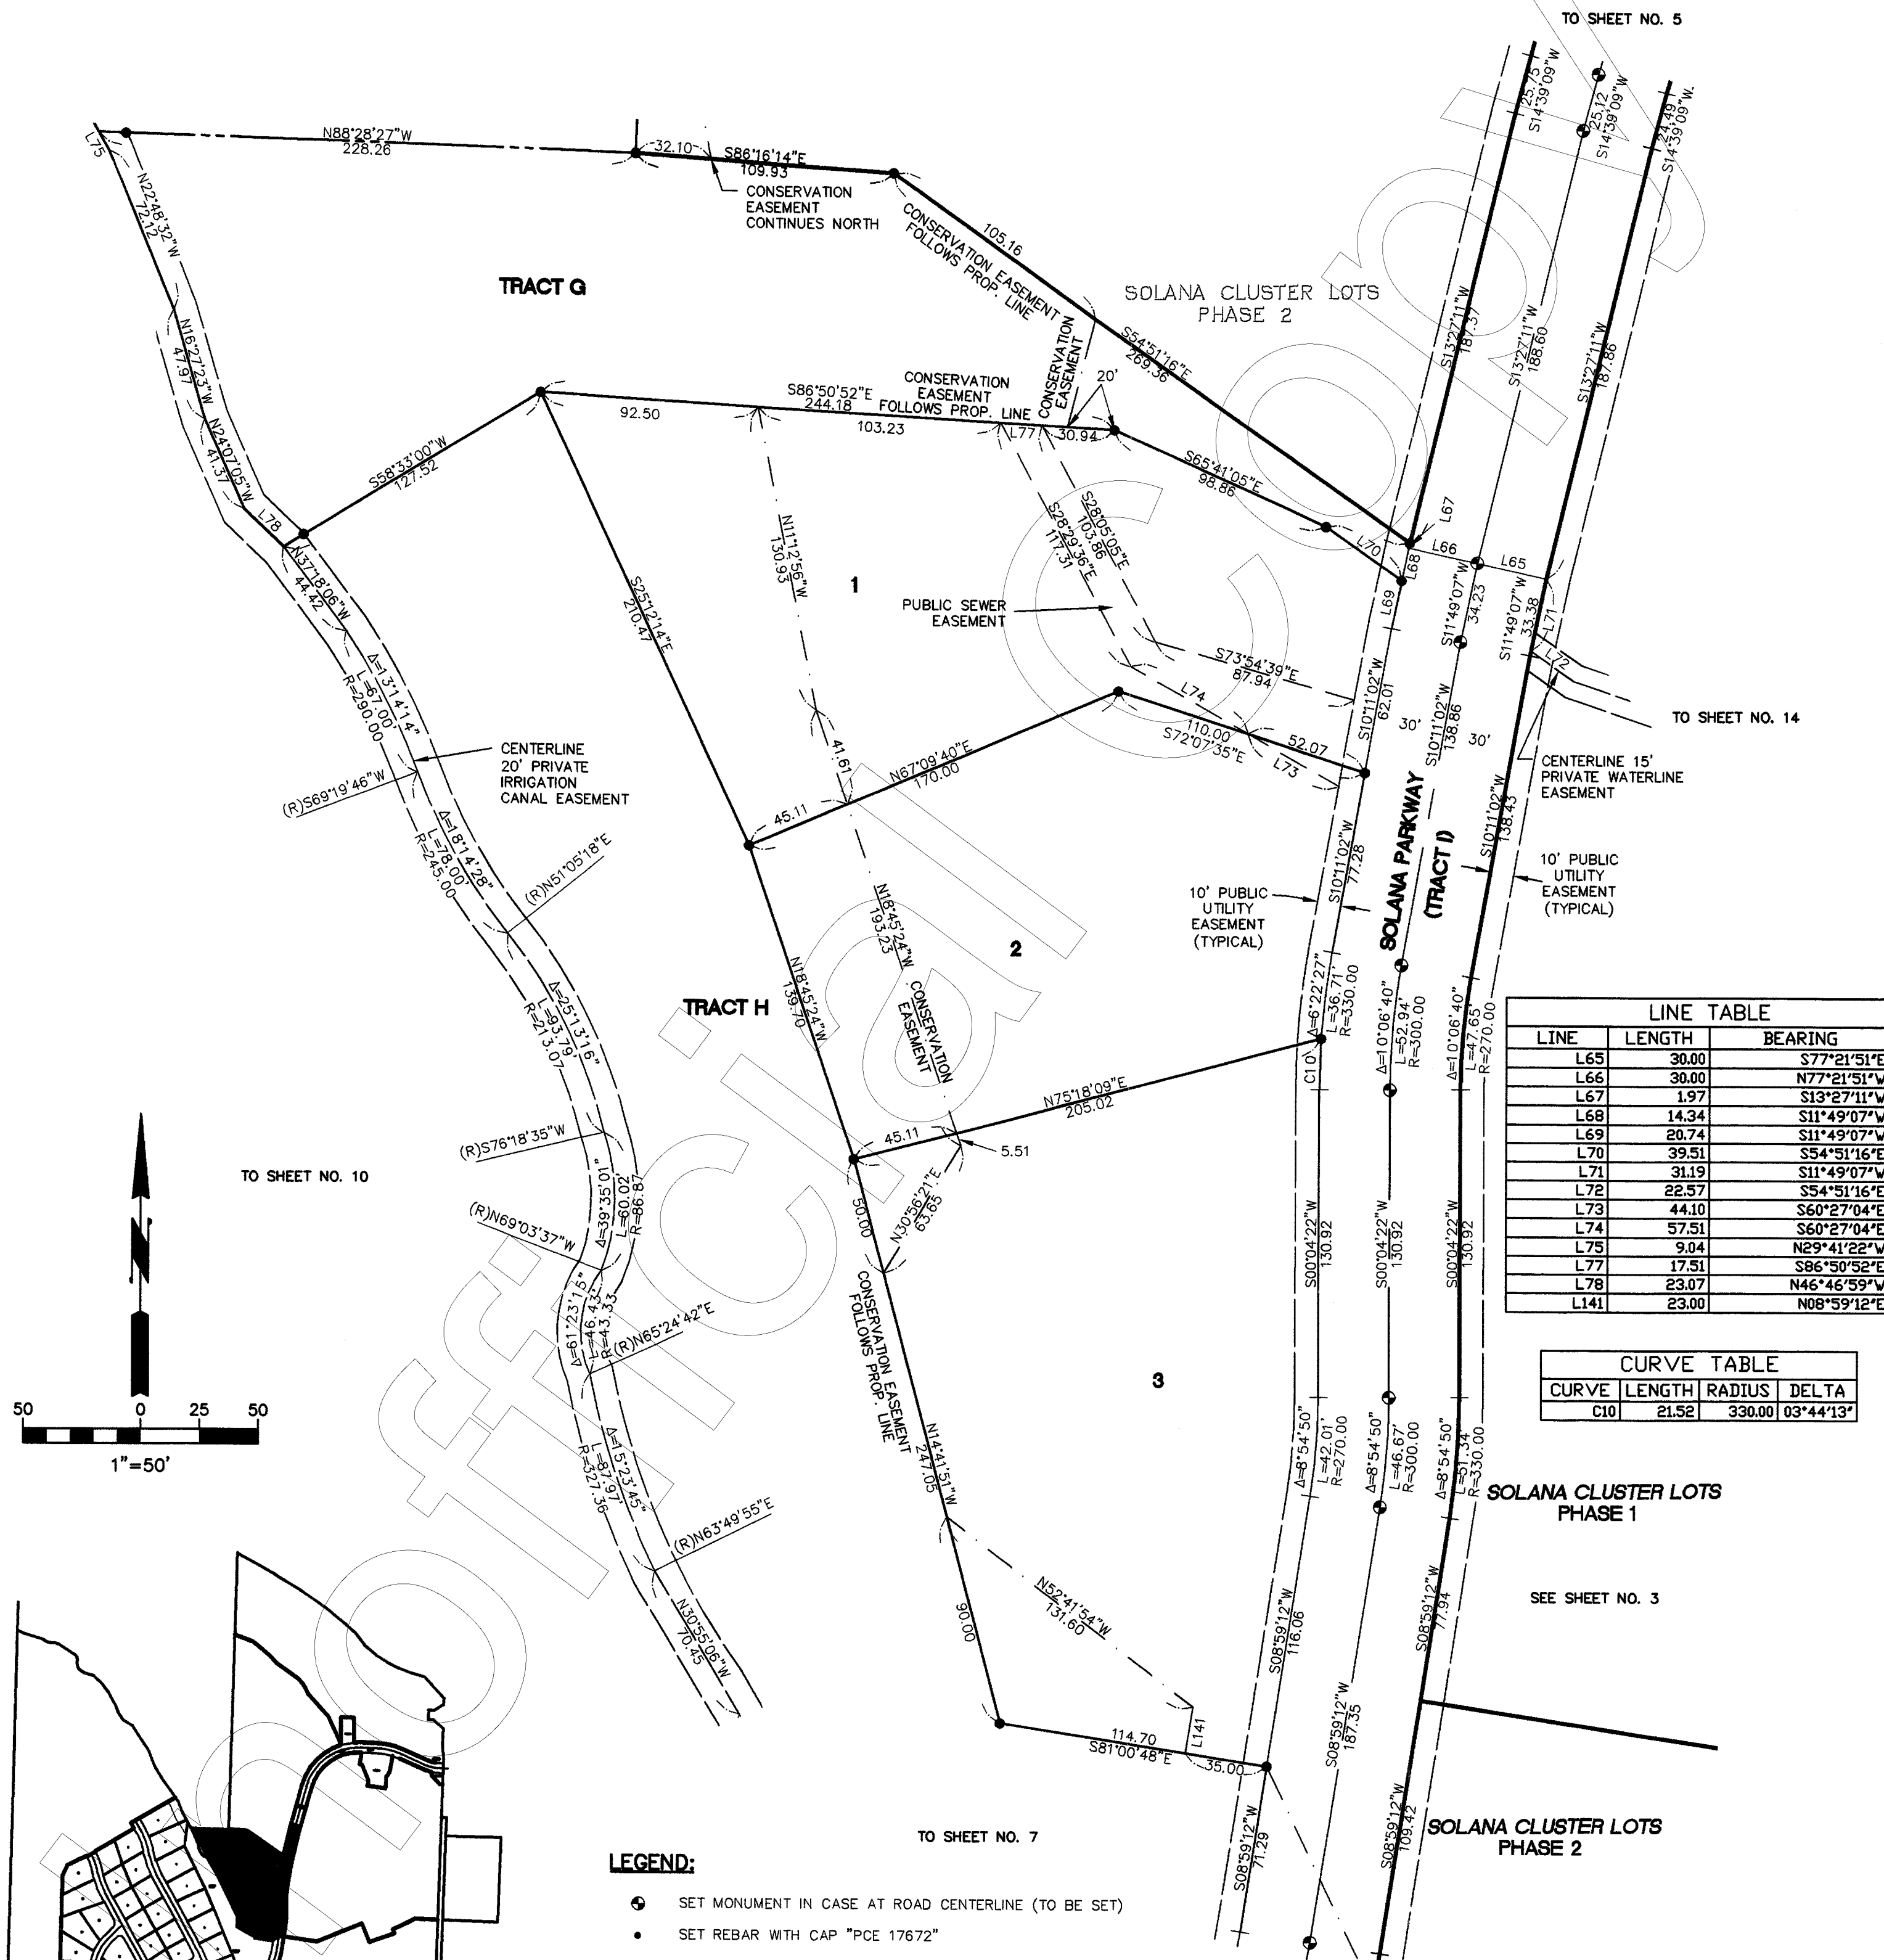 TO SHEET NO. 5
25.75
S14°39'09"W
25.12
S14°39'09"W
24.49
S14°39'09"W
L75
N88°28'27"W
228.26
32.10
S86°16'14"E
109.93
CONSERVATION
EASEMENT
CONTINUES NORTH
N22°48'32"W
72.12
TRACT G
CONSERVATION EASEMENT
FOLLOWS PROP. LINE
105.16
SOLANA CLUSTER LOTS
PHASE 2
S54°51'16"E
269.36
S13°27'11"W
187.37
S13°27'11"W
188.60
S13°27'11"W
187.86
N16°27'23"W
47.97
CONSERVATION
EASEMENT
20'
S86°50'52"E
244.18
CONSERVATION
EASEMENT
FOLLOWS PROP. LINE
92.50
103.23
L77
30.94
N24°07'05"W
41.37
S58°33'00"W
127.52
S65°41'05"E
98.86
L78
N37°18'06"W
44.42
L67
L66
L65
L70
L68
L69
S11°49'07"W
34.23
S11°49'07"W
33.38
L71
L72
N11°12'56"W
130.93
S28°29'36"E
117.31
S28°05'05"E
103.86
1
PUBLIC SEWER
EASEMENT
S25°12'14"E
210.47
S73°54'39"E
87.94
L74
S10°11'02"W
62.01
30'
S10°11'02"W
138.86
30'
TO SHEET NO. 14
Δ=13°14'14"
L=67.00'
R=290.00
CENTERLINE
20' PRIVATE
IRRIGATION
CANAL EASEMENT
(R)S69°19'46"W
41.61
N67°09'40"E
170.00
110.00
S72°07'35"E
52.07
L73
CENTERLINE 15'
PRIVATE WATERLINE
EASEMENT
45.11
S10°11'02"W
138.43
SOLANA PARKWAY
(TRACT I)
Δ=18°14'28"
L=78.00'
R=245.00
(R)N51°05'18"E
S10°11'02"W
77.28
10' PUBLIC
UTILITY
EASEMENT
(TYPICAL)
10' PUBLIC
UTILITY
EASEMENT
(TYPICAL)
N18°45'24"W
193.23
CONSERVATION
EASEMENT
2
N18°45'24"W
139.70
TRACT H
Δ=6°22'27"
L=36.71'
R=330.00
Δ=10°06'40"
L=52.94'
R=300.00
Δ=10°06'40"
L=47.65'
R=270.00
C10
Δ=25°13'16"
L=93.79'
R=213.07
N75°18'09"E
205.02
45.11
5.51
(R)S76°18'35"W
TO SHEET NO. 10
Δ=39°35'01"
L=60.02'
R=86.87
(R)N69°03'37"W
50.00
N30°56'21"E
63.65
S00°04'22"W
130.92
S00°04'22"W
130.92
S00°04'22"W
130.92
Δ=61°23'15"
L=46.43'
R=43.33
(R)N65°24'42"E
CONSERVATION EASEMENT
FOLLOWS PROP. LINE
3
N14°41'51"W
247.05
Δ=15°23'45"
L=87.97'
R=327.36
(R)N63°49'55"E
Δ=8°54'50"
L=42.01'
R=270.00
Δ=8°54'50"
L=46.67'
R=300.00
Δ=8°54'50"
L=51.34'
R=330.00
LINE TABLE
LINE LENGTH BEARING
L65 30.00 S77°21'51"E
L66 30.00 N77°21'51"W
L67 1.97 S13°27'11"W
L68 14.34 S11°49'07"W
L69 20.74 S11°49'07"W
L70 39.51 S54°51'16"E
L71 31.19 S11°49'07"W
L72 22.57 S54°51'16"E
L73 44.10 S60°27'04"E
L74 57.51 S60°27'04"E
L75 9.04 N29°41'22"W
L77 17.51 S86°50'52"E
L78 23.07 N46°46'59"W
L141 23.00 N08°59'12"E
CURVE TABLE
CURVE LENGTH RADIUS DELTA
C10 21.52 330.00 03°44'13"
50 0 25 50
1"=50'
SOLANA CLUSTER LOTS
PHASE 1
SEE SHEET NO. 3
N30°55'06"W
70.45
90.00
N52°41'54"W
131.60
L141
114.70
S81°00'48"E
35.00
S08°59'12"W
116.06
S08°59'12"W
187.35
S08°59'12"W
77.94
S08°59'12"W
71.29
S08°59'12"W
109.42
SOLANA CLUSTER LOTS
PHASE 2
TO SHEET NO. 7
LEGEND:
SET MONUMENT IN CASE AT ROAD CENTERLINE (TO BE SET)
SET REBAR WITH CAP "PCE 17672"
Unofficial Copy